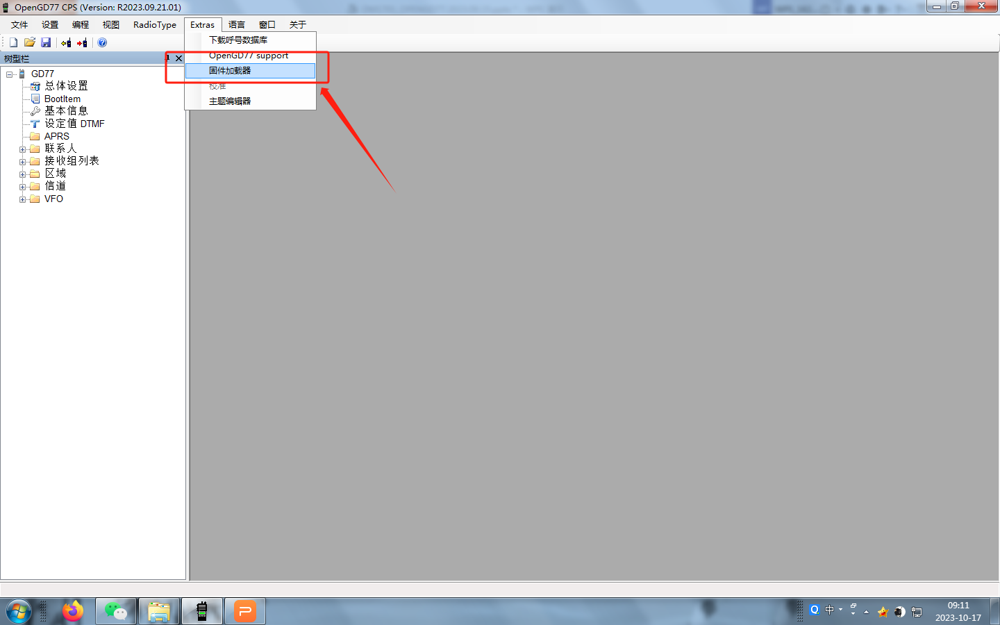 OpenGD77 CPS (Version: R2023.09.21.01)
文件 设置 编程 视图 RadioType Extras 语言 窗口 关于
下载呼号数据库
OpenGD77 support
固件加载器
校准
主题编辑器
树型栏
GD77
总体设置
BootItem
基本信息
设定值 DTMF
APRS
联系人
接收组列表
区域
信道
VFO
中
09:11
2023-10-17